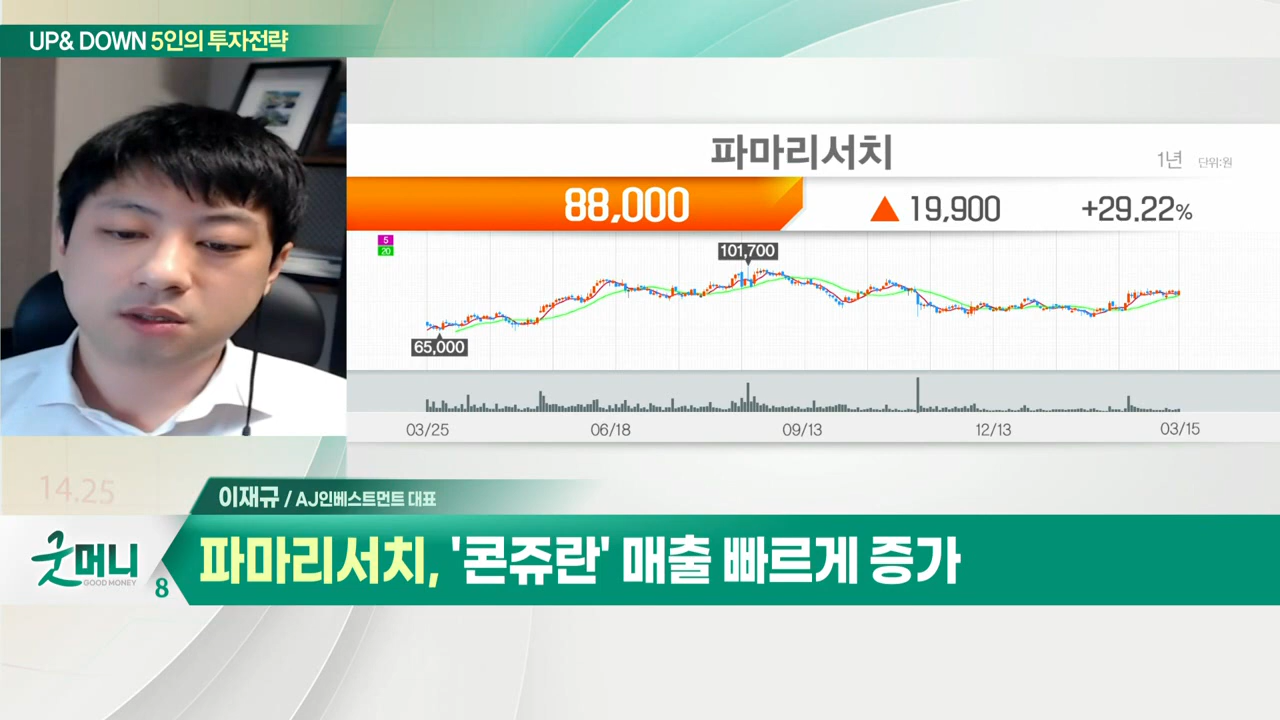 UP& DOWN 5인의 투자전략
파마리서치
1년 단위:원
88,000 ▲ 19,900 +29.22%
5
20
101,700
65,000
03/25 06/18 09/13 12/13 03/15
14.25
이재규 / AJ인베스트먼트 대표
굿머니
GOOD MONEY
8
파마리서치, '콘쥬란' 매출 빠르게 증가